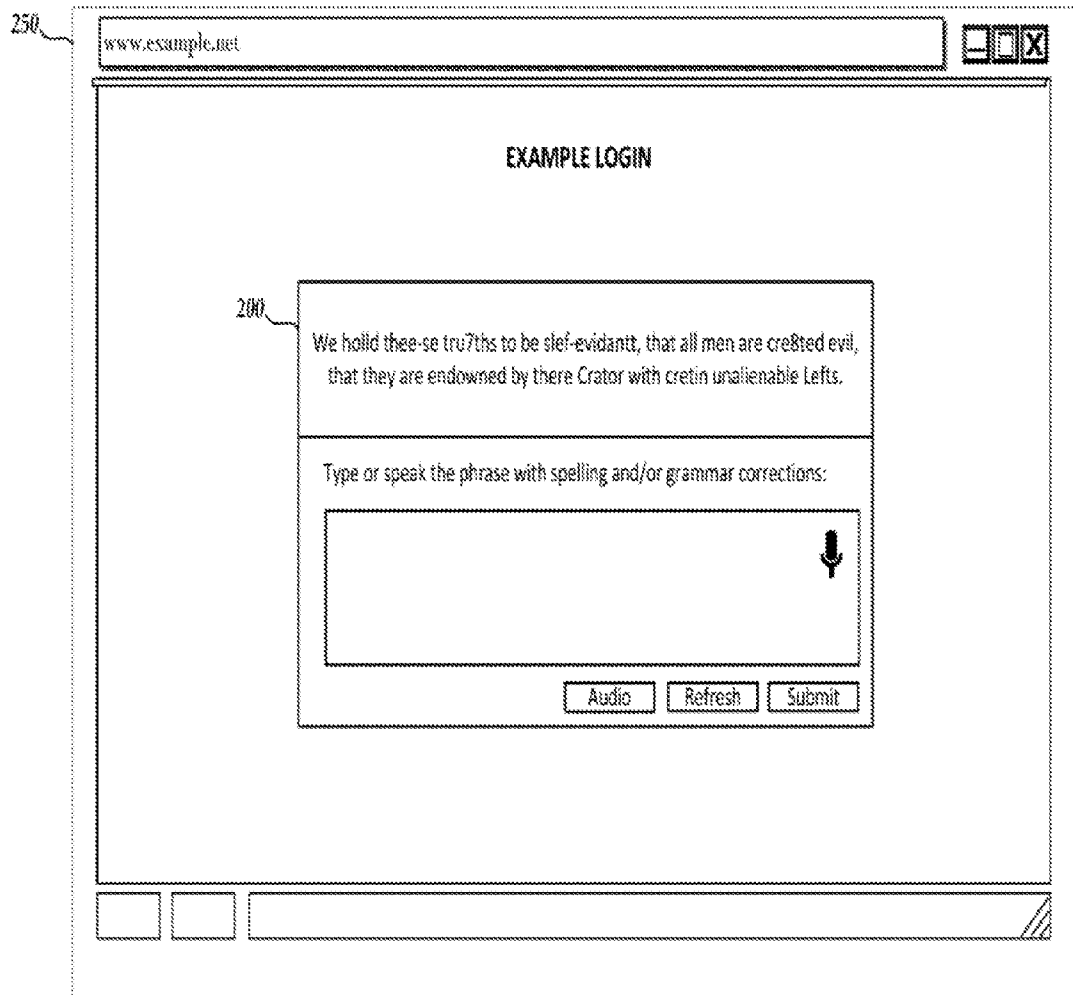 250
www.example.net
EXAMPLE LOGIN
200
We holld thee-se tru7ths to be slef-evidantt, that all men are cre8ted evil,
that they are endowned by there Crator with cretin unalienable Lefts.
Type or speak the phrase with spelling and/or grammar corrections:
Audio Refresh Submit